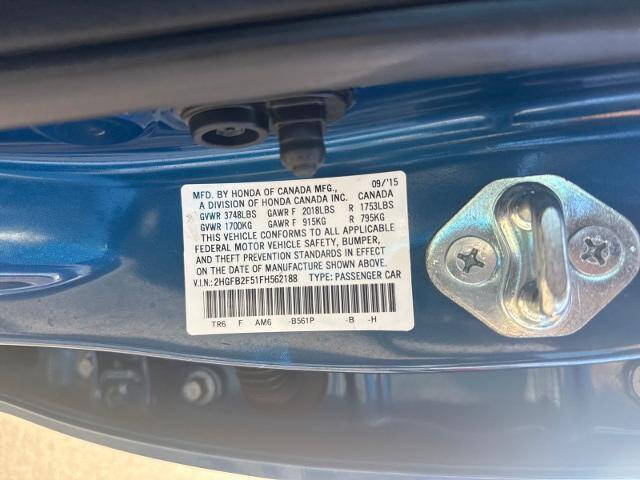 MFD. BY HONDA OF CANADA MFG., 09/'15
A DIVISION OF HONDA CANADA INC. CANADA
GVWR 3748LBS GAWR F 2018LBS R 1753LBS
GVWR 1700KG GAWR F 915KG R 795KG
THIS VEHICLE CONFORMS TO ALL APPLICABLE
FEDERAL MOTOR VEHICLE SAFETY, BUMPER,
AND THEFT PREVENTION STANDARDS IN EFFECT
ON THE DATE OF MANUFACTURE SHOWN ABOVE.
V.I.N.:2HGFB2F51FH562188 TYPE: PASSENGER CAR
TR6 F AM6 -B561P -B -H